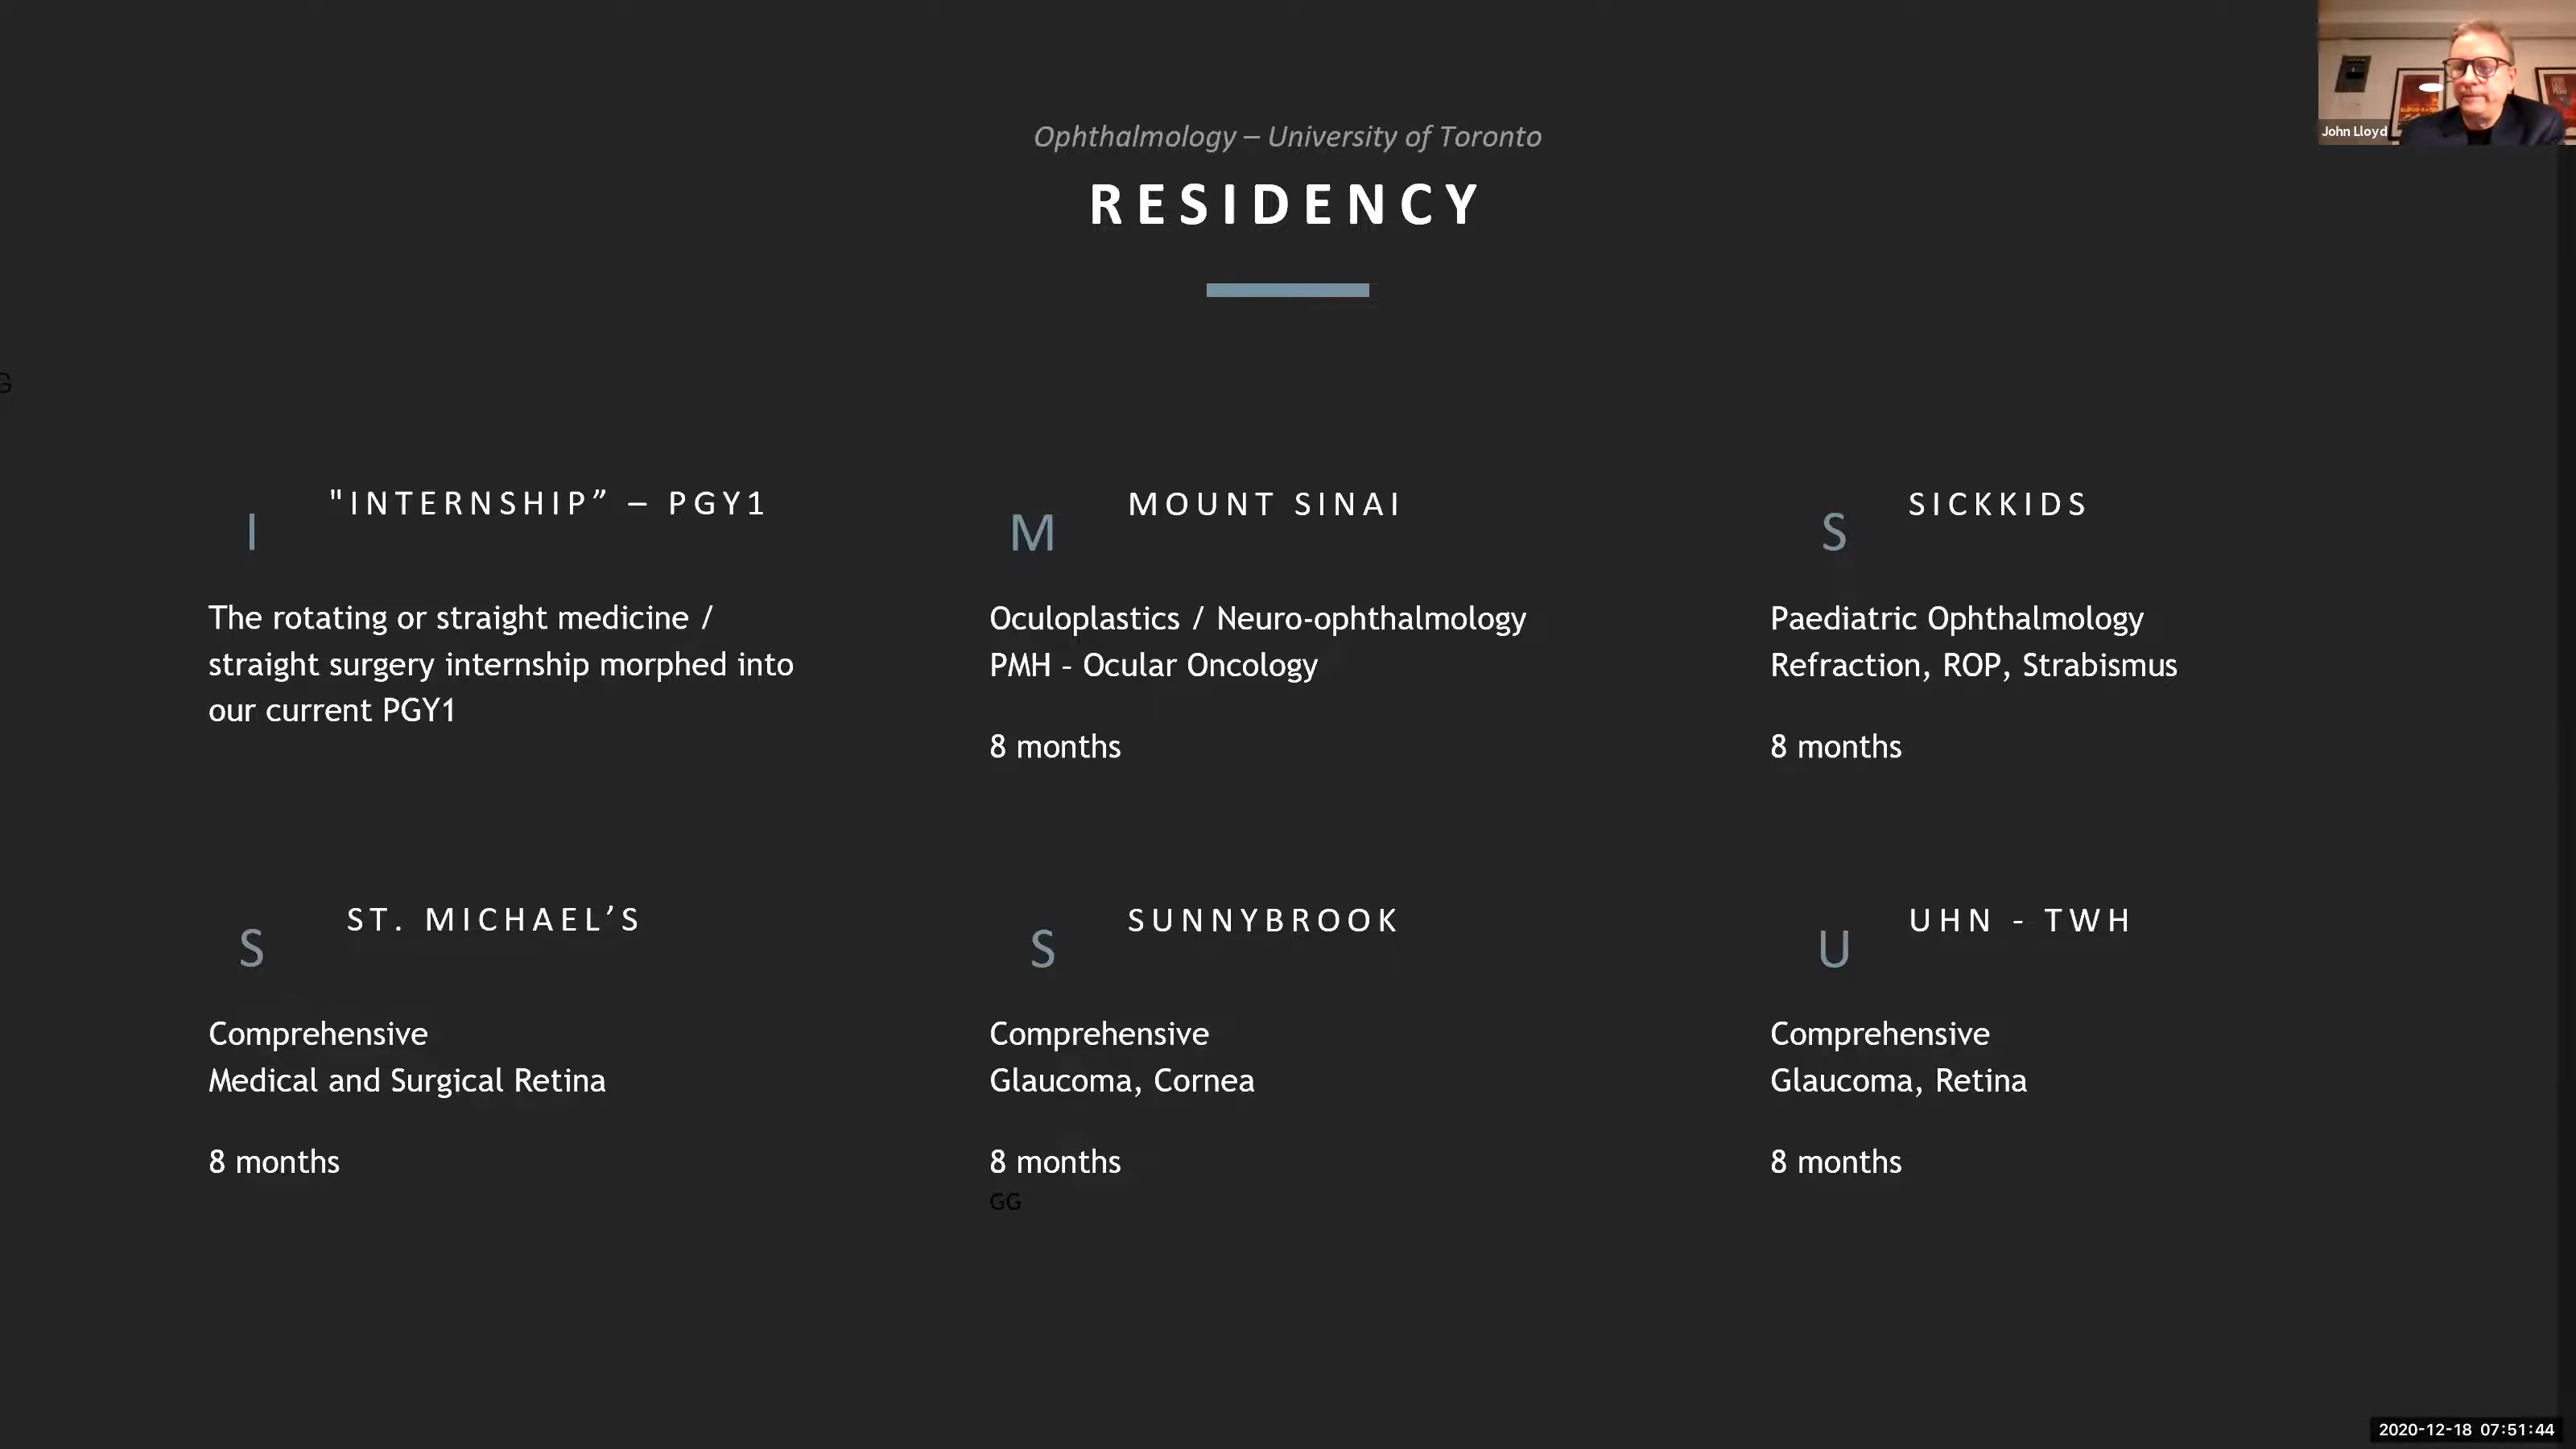 John Lloyd
Ophthalmology – University of Toronto
RESIDENCY
G
I
"INTERNSHIP” – PGY1
The rotating or straight medicine /
straight surgery internship morphed into
our current PGY1
M
MOUNT SINAI
Oculoplastics / Neuro-ophthalmology
PMH - Ocular Oncology
8 months
S
SICKKIDS
Paediatric Ophthalmology
Refraction, ROP, Strabismus
8 months
S
ST. MICHAEL’S
Comprehensive
Medical and Surgical Retina
8 months
S
SUNNYBROOK
Comprehensive
Glaucoma, Cornea
8 months
GG
U
UHN - TWH
Comprehensive
Glaucoma, Retina
8 months
2020-12-18 07:51:44